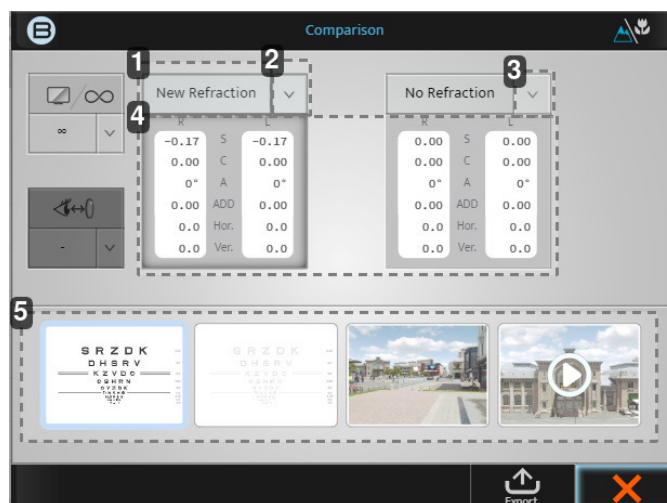 B
Comparison
1
2
3
New Refraction
No Refraction
4
R L
R L
∞
∞
-0.17 S -0.17
0.00 C 0.00
0° A 0°
0.00 ADD 0.00
0.0 Hor. 0.0
0.0 Ver. 0.0
0.00 S 0.00
0.00 C 0.00
0° A 0°
0.00 ADD 0.00
0.0 Hor. 0.0
0.0 Ver. 0.0
-
5
S R Z D K
D H S R V
K Z V D C
S R Z D K
D H S R V
K Z V D C
Export